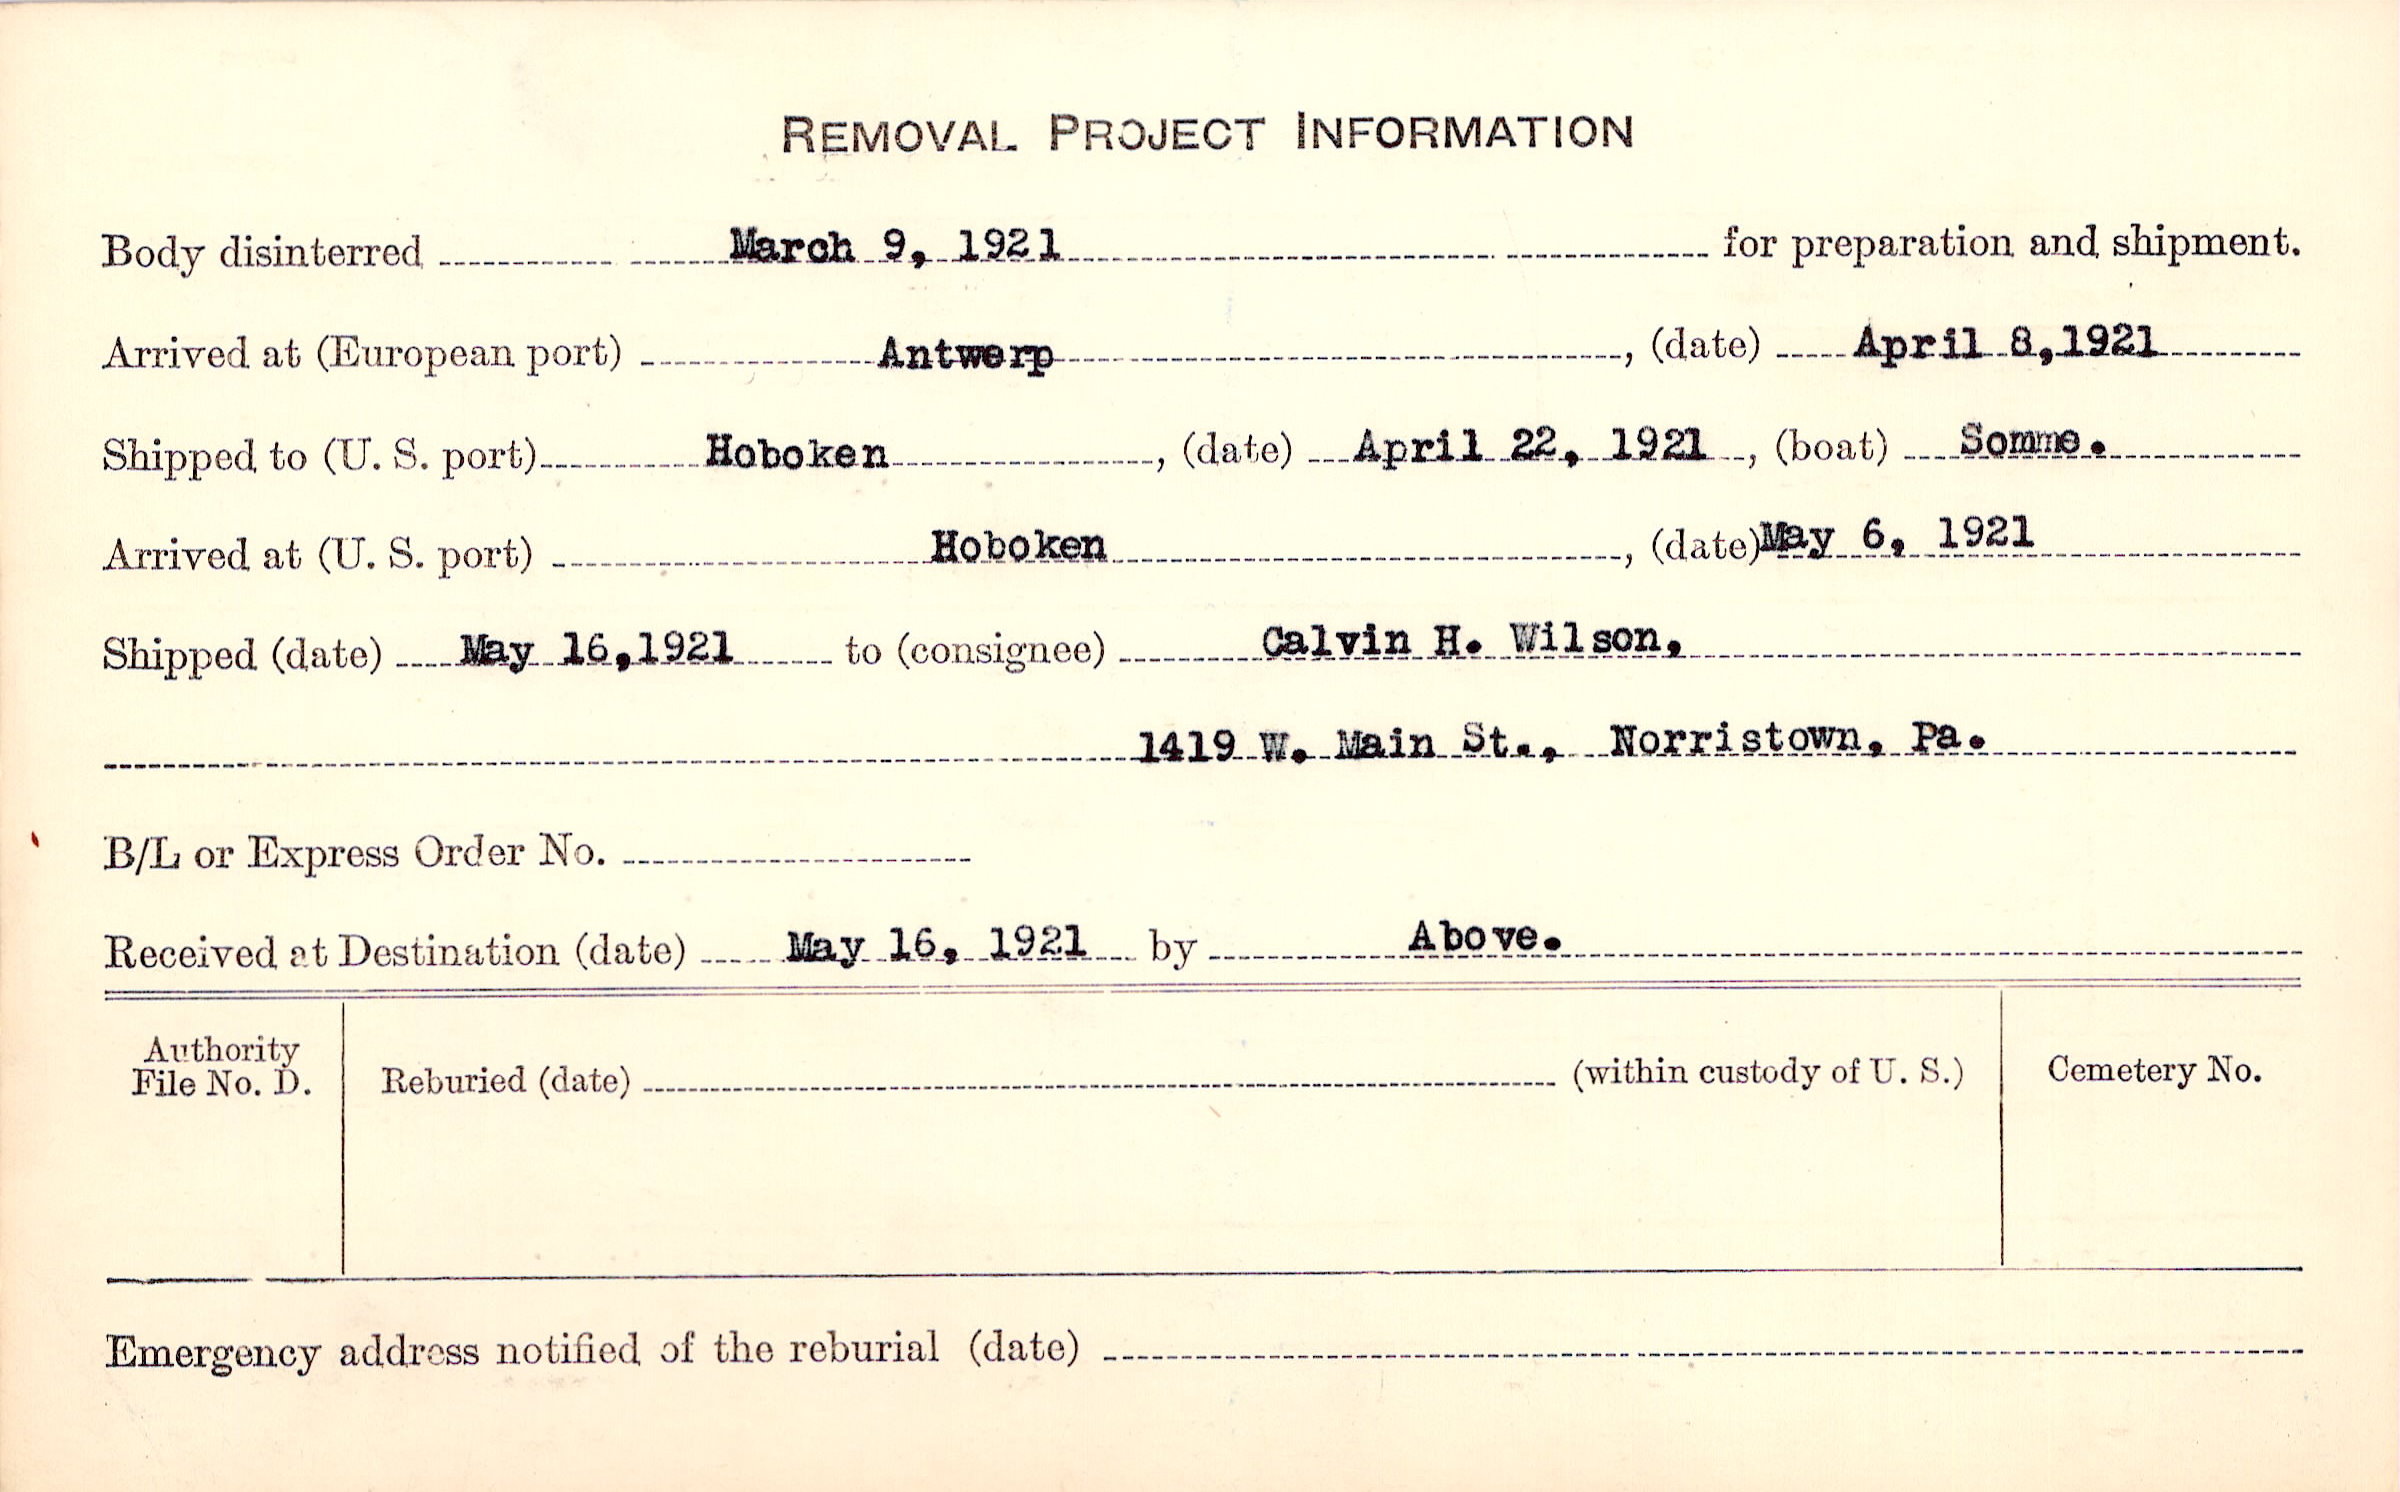 REMOVAL PROJECT INFORMATION
Body disinterred March 9, 1921 for preparation and shipment.
Arrived at (European port) Antwerp, (date) April 8,1921
Shipped to (U. S. port) Hoboken, (date) April 22, 1921, (boat) Somme.
Arrived at (U. S. port) Hoboken, (date) May 6, 1921
Shipped (date) May 16,1921 to (consignee) Calvin H. Wilson,
1419 W. Main St., Norristown, Pa.
B/L or Express Order No.
Received at Destination (date) May 16, 1921 by Above.
Authority
File No. D.
Reburied (date) (within custody of U. S.)
Cemetery No.
Emergency address notified of the reburial (date)